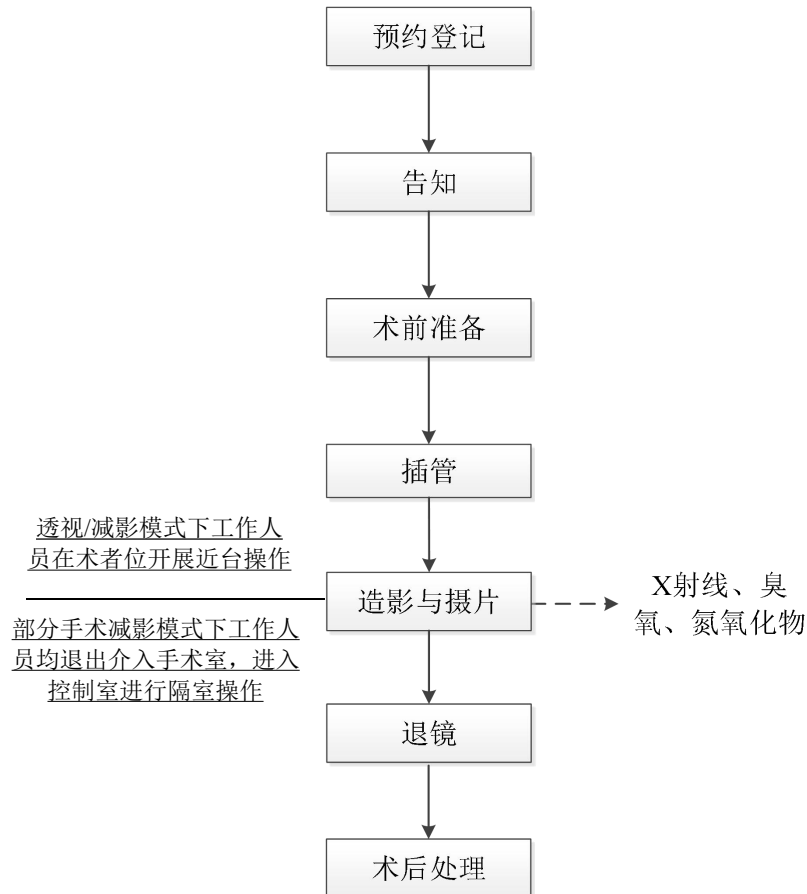 预约登记
告知
术前准备
插管
透视/减影模式下工作人
员在术者位开展近台操作
造影与摄片
X射线、臭
氧、氮氧化物
部分手术减影模式下工作人
员均退出介入手术室，进入
控制室进行隔室操作
退镜
术后处理